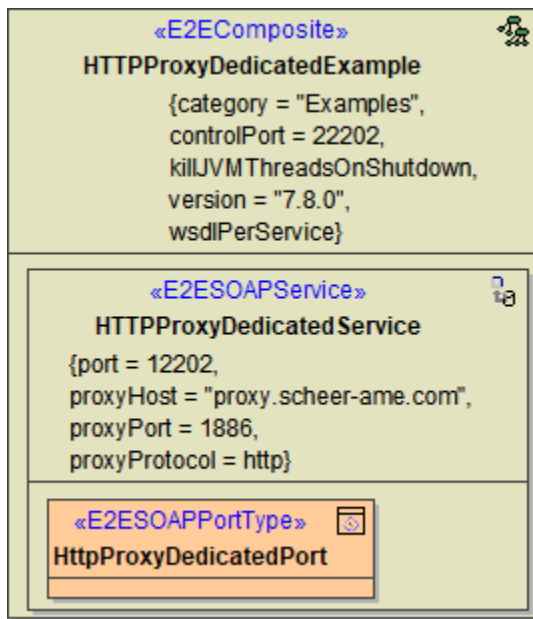 «E2EComposite»
HTTPProxyDedicatedExample
{category = "Examples",
controlPort = 22202,
killJVMThreadsOnShutdown,
version = "7.8.0",
wsdlPerService}
«E2ESOAPService»
HTTPProxyDedicatedService
{port = 12202,
proxyHost = "proxy.scheer-ame.com",
proxyPort = 1886,
proxyProtocol = http}
«E2ESOAPPortType»
HttpProxyDedicatedPort